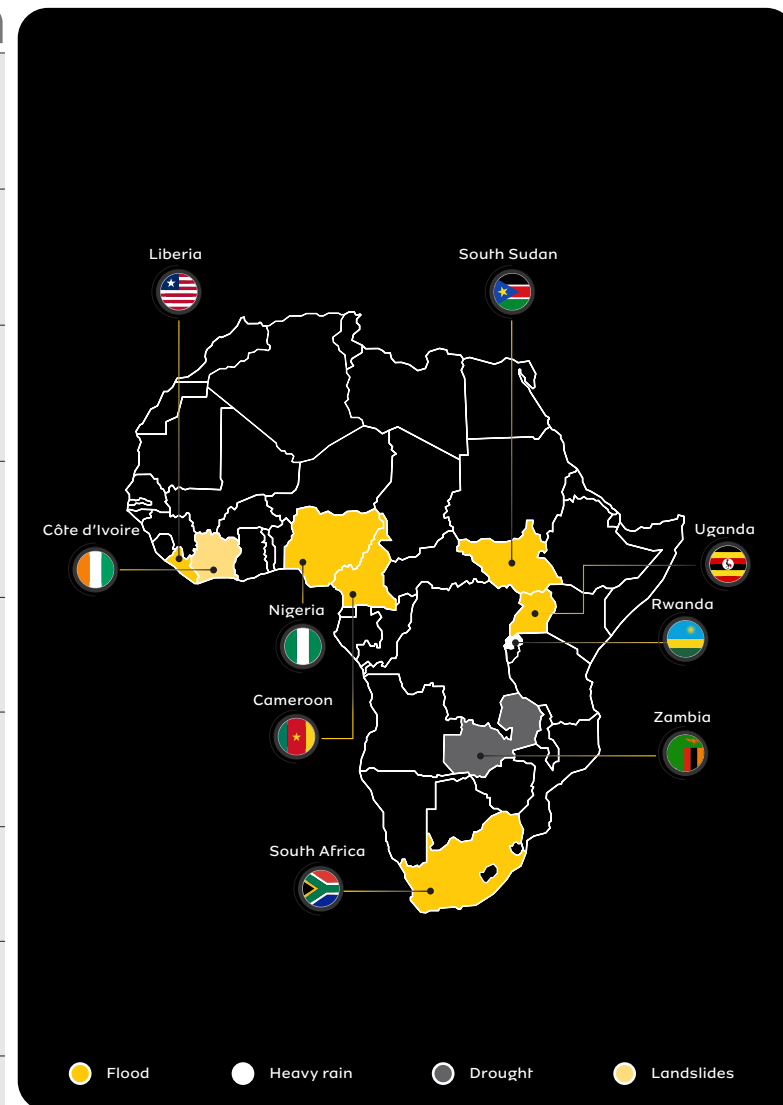 Liberia
South Sudan
Côte d'Ivoire
Uganda
Nigeria
Rwanda
Cameroon
Zambia
South Africa
Flood
Heavy rain
Drought
Landslides